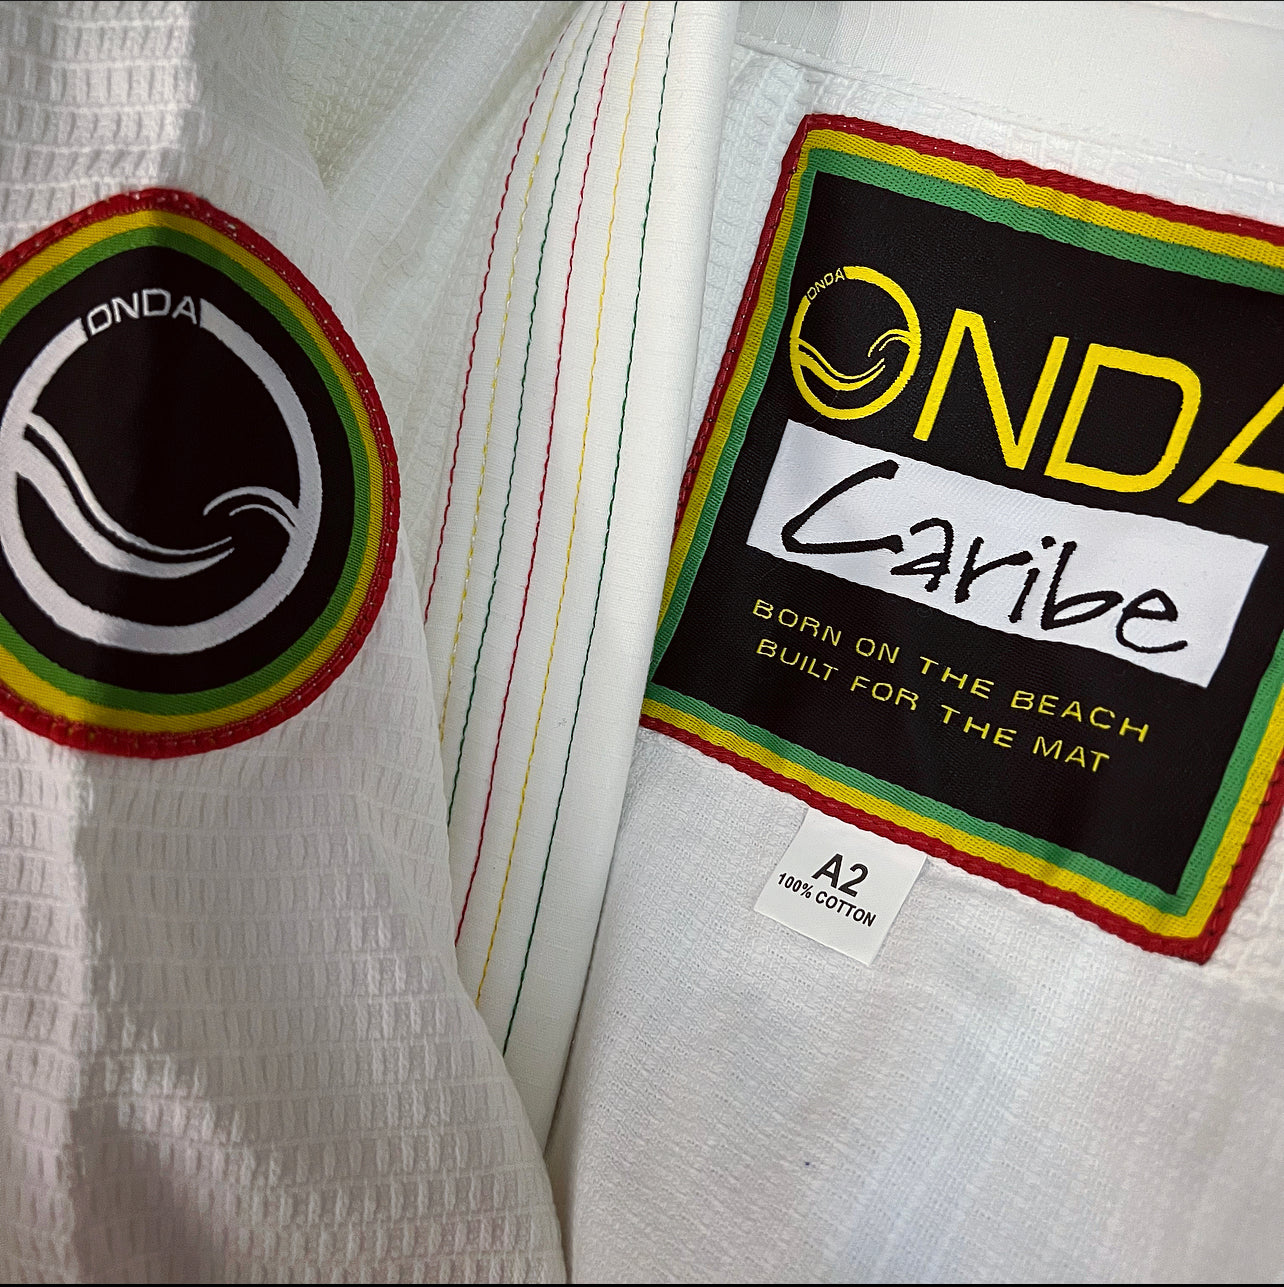 ONDA
ONDA
ONDA
Caribe
BORN ON THE BEACH
BUILT FOR THE MAT
A2
100% COTTON